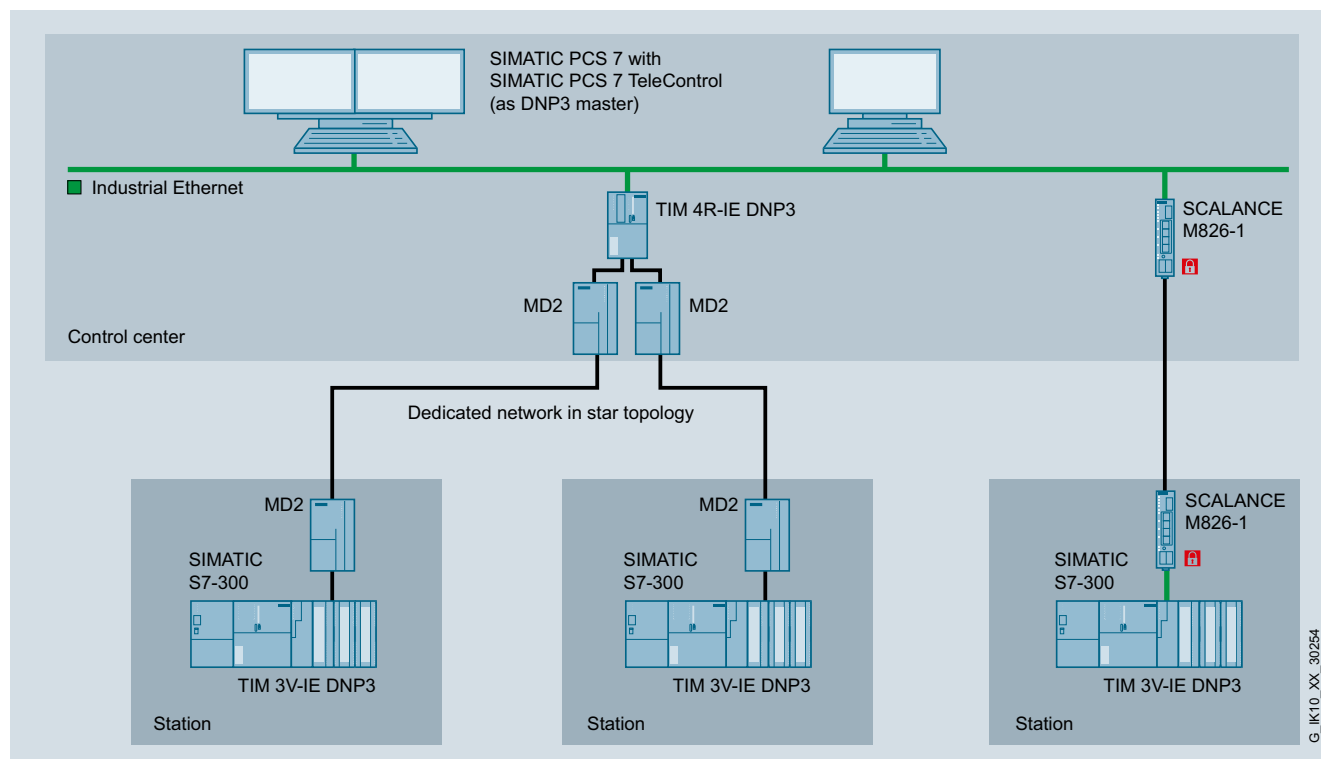 SIMATIC PCS 7 with
SIMATIC PCS 7 TeleControl
(as DNP3 master)
Industrial Ethernet
TIM 4R-IE DNP3
SCALANCE
M826-1
MD2
MD2
Control center
Dedicated network in star topology
MD2
SIMATIC
S7-300
TIM 3V-IE DNP3
Station
MD2
SIMATIC
S7-300
TIM 3V-IE DNP3
Station
SCALANCE
M826-1
SIMATIC
S7-300
TIM 3V-IE DNP3
Station
G_IK10_XX_30254